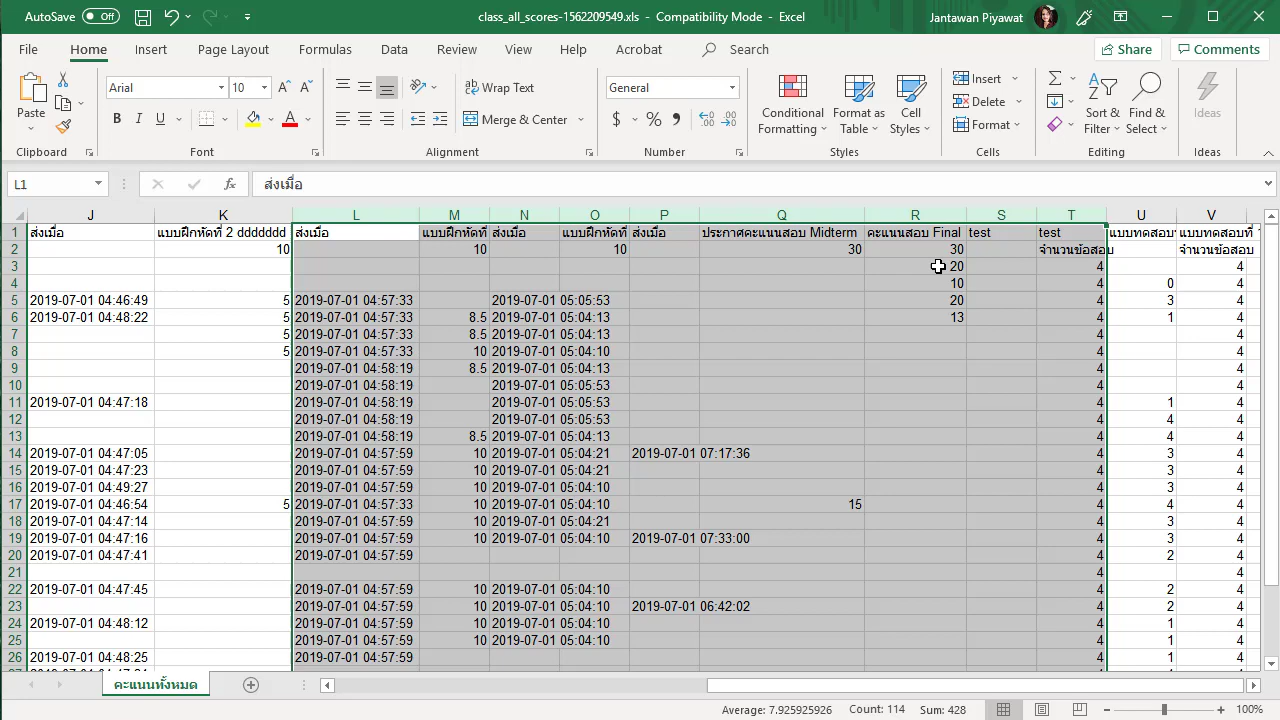 AutoSave Off class_all_scores-1562209549.xls - Compatibility Mode - Excel Jantawan Piyawat
File Home Insert Page Layout Formulas Data Review View Help Acrobat Search Share Comments
Paste Arial 10 Wrap Text General Conditional Formatting Format as Table Cell Styles Insert Sort & Filter Find & Select Ideas
B I U A Merge & Center $ % Delete
Format
Clipboard Font Alignment Number Styles Cells Editing Ideas
L1 fx ส่งเมื่อ
J K L M N O P Q R S T U V
1 ส่งเมื่อ แบบฝึกหัดที่ 2 ddddddd ส่งเมื่อ แบบฝึกหัดที่ ส่งเมื่อ แบบฝึกหัดที่ ส่งเมื่อ ประกาศคะแนนสอบ Midterm คะแนนสอบ Final test test แบบทดสอบ แบบทดสอบที่
2 10 10 10 30 30 จำนวนข้อสอบ จำนวนข้อสอบ
3 20 4 4
4 10 4 0 4
5 2019-07-01 04:46:49 5 2019-07-01 04:57:33 2019-07-01 05:05:53 20 4 3 4
6 2019-07-01 04:48:22 5 2019-07-01 04:57:33 8.5 2019-07-01 05:04:13 13 4 1 4
7 5 2019-07-01 04:57:33 8.5 2019-07-01 05:04:13 4 4
8 5 2019-07-01 04:57:33 10 2019-07-01 05:04:10 4 4
9 2019-07-01 04:58:19 8.5 2019-07-01 05:04:13 4 4
10 2019-07-01 04:58:19 2019-07-01 05:05:53 4 4
11 2019-07-01 04:47:18 2019-07-01 04:58:19 2019-07-01 05:05:53 4 1 4
12 2019-07-01 04:58:19 2019-07-01 05:05:53 4 4 4
13 2019-07-01 04:58:19 8.5 2019-07-01 05:04:13 4 4 4
14 2019-07-01 04:47:05 2019-07-01 04:57:59 10 2019-07-01 05:04:21 2019-07-01 07:17:36 4 3 4
15 2019-07-01 04:47:23 2019-07-01 04:57:59 10 2019-07-01 05:04:21 4 3 4
16 2019-07-01 04:49:27 2019-07-01 04:57:59 10 2019-07-01 05:04:10 4 3 4
17 2019-07-01 04:46:54 5 2019-07-01 04:57:33 10 2019-07-01 05:04:10 15 4 4 4
18 2019-07-01 04:47:14 2019-07-01 04:57:59 10 2019-07-01 05:04:21 4 3 4
19 2019-07-01 04:47:16 2019-07-01 04:57:59 10 2019-07-01 05:04:10 2019-07-01 07:33:00 4 3 4
20 2019-07-01 04:47:41 2019-07-01 04:57:59 4 2 4
21 4 4
22 2019-07-01 04:47:45 2019-07-01 04:57:59 10 2019-07-01 05:04:10 4 2 4
23 2019-07-01 04:57:59 10 2019-07-01 05:04:10 2019-07-01 06:42:02 4 2 4
24 2019-07-01 04:48:12 2019-07-01 04:57:59 10 2019-07-01 05:04:10 4 1 4
25 2019-07-01 04:57:59 10 2019-07-01 05:04:10 4 1 4
26 2019-07-01 04:48:25 2019-07-01 04:57:59 4 1 4
คะแนนทั้งหมด
Average: 7.925925926 Count: 114 Sum: 428 100%